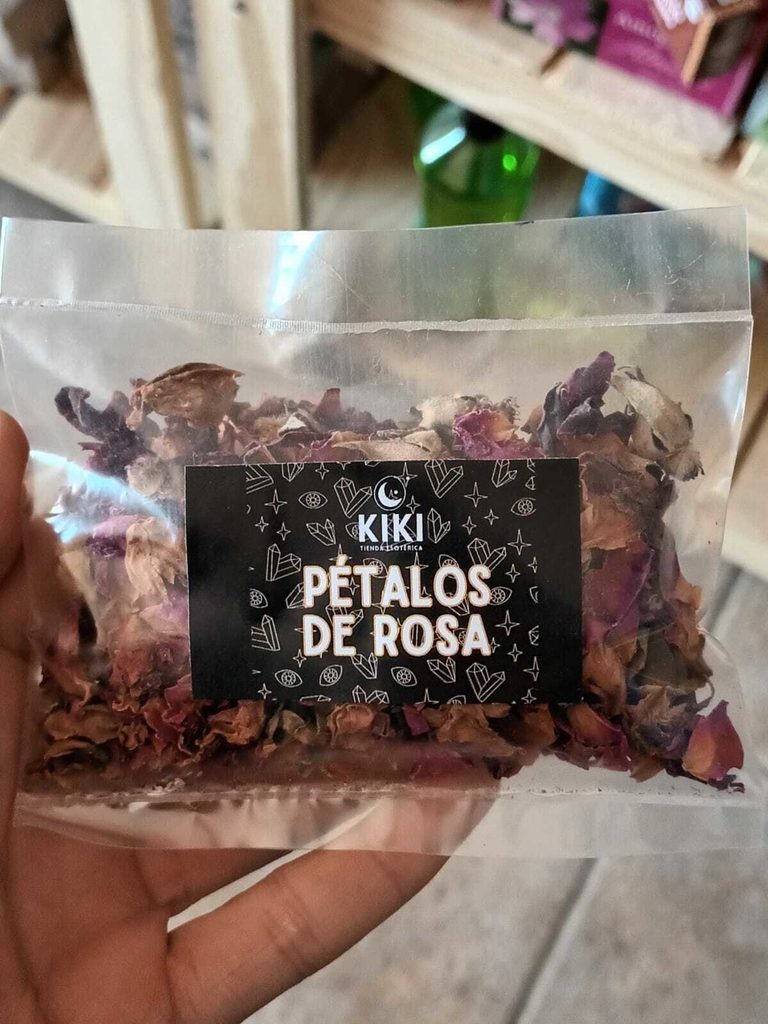 KIKI
TIENDA ESOTÉRICA
PÉTALOS
DE ROSA